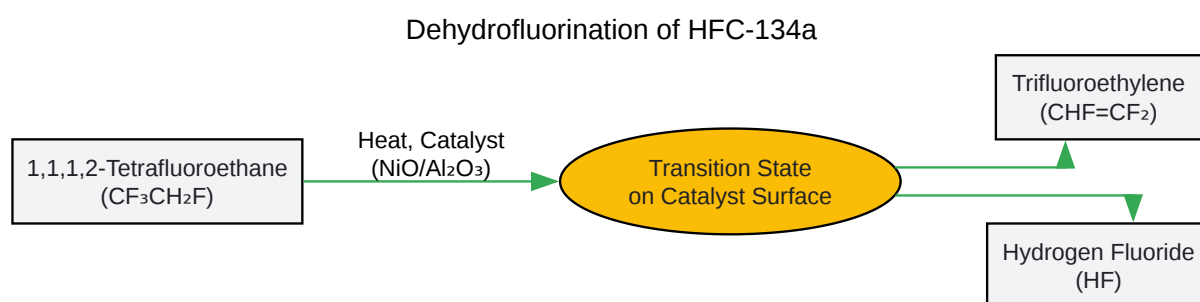 Dehydrofluorination of HFC-134a
1,1,1,2-Tetrafluoroethane
(CF₃CH₂F)
Heat, Catalyst
(NiO/Al₂O₃)
Transition State
on Catalyst Surface
Trifluoroethylene
(CHF=CF₂)
Hydrogen Fluoride
(HF)